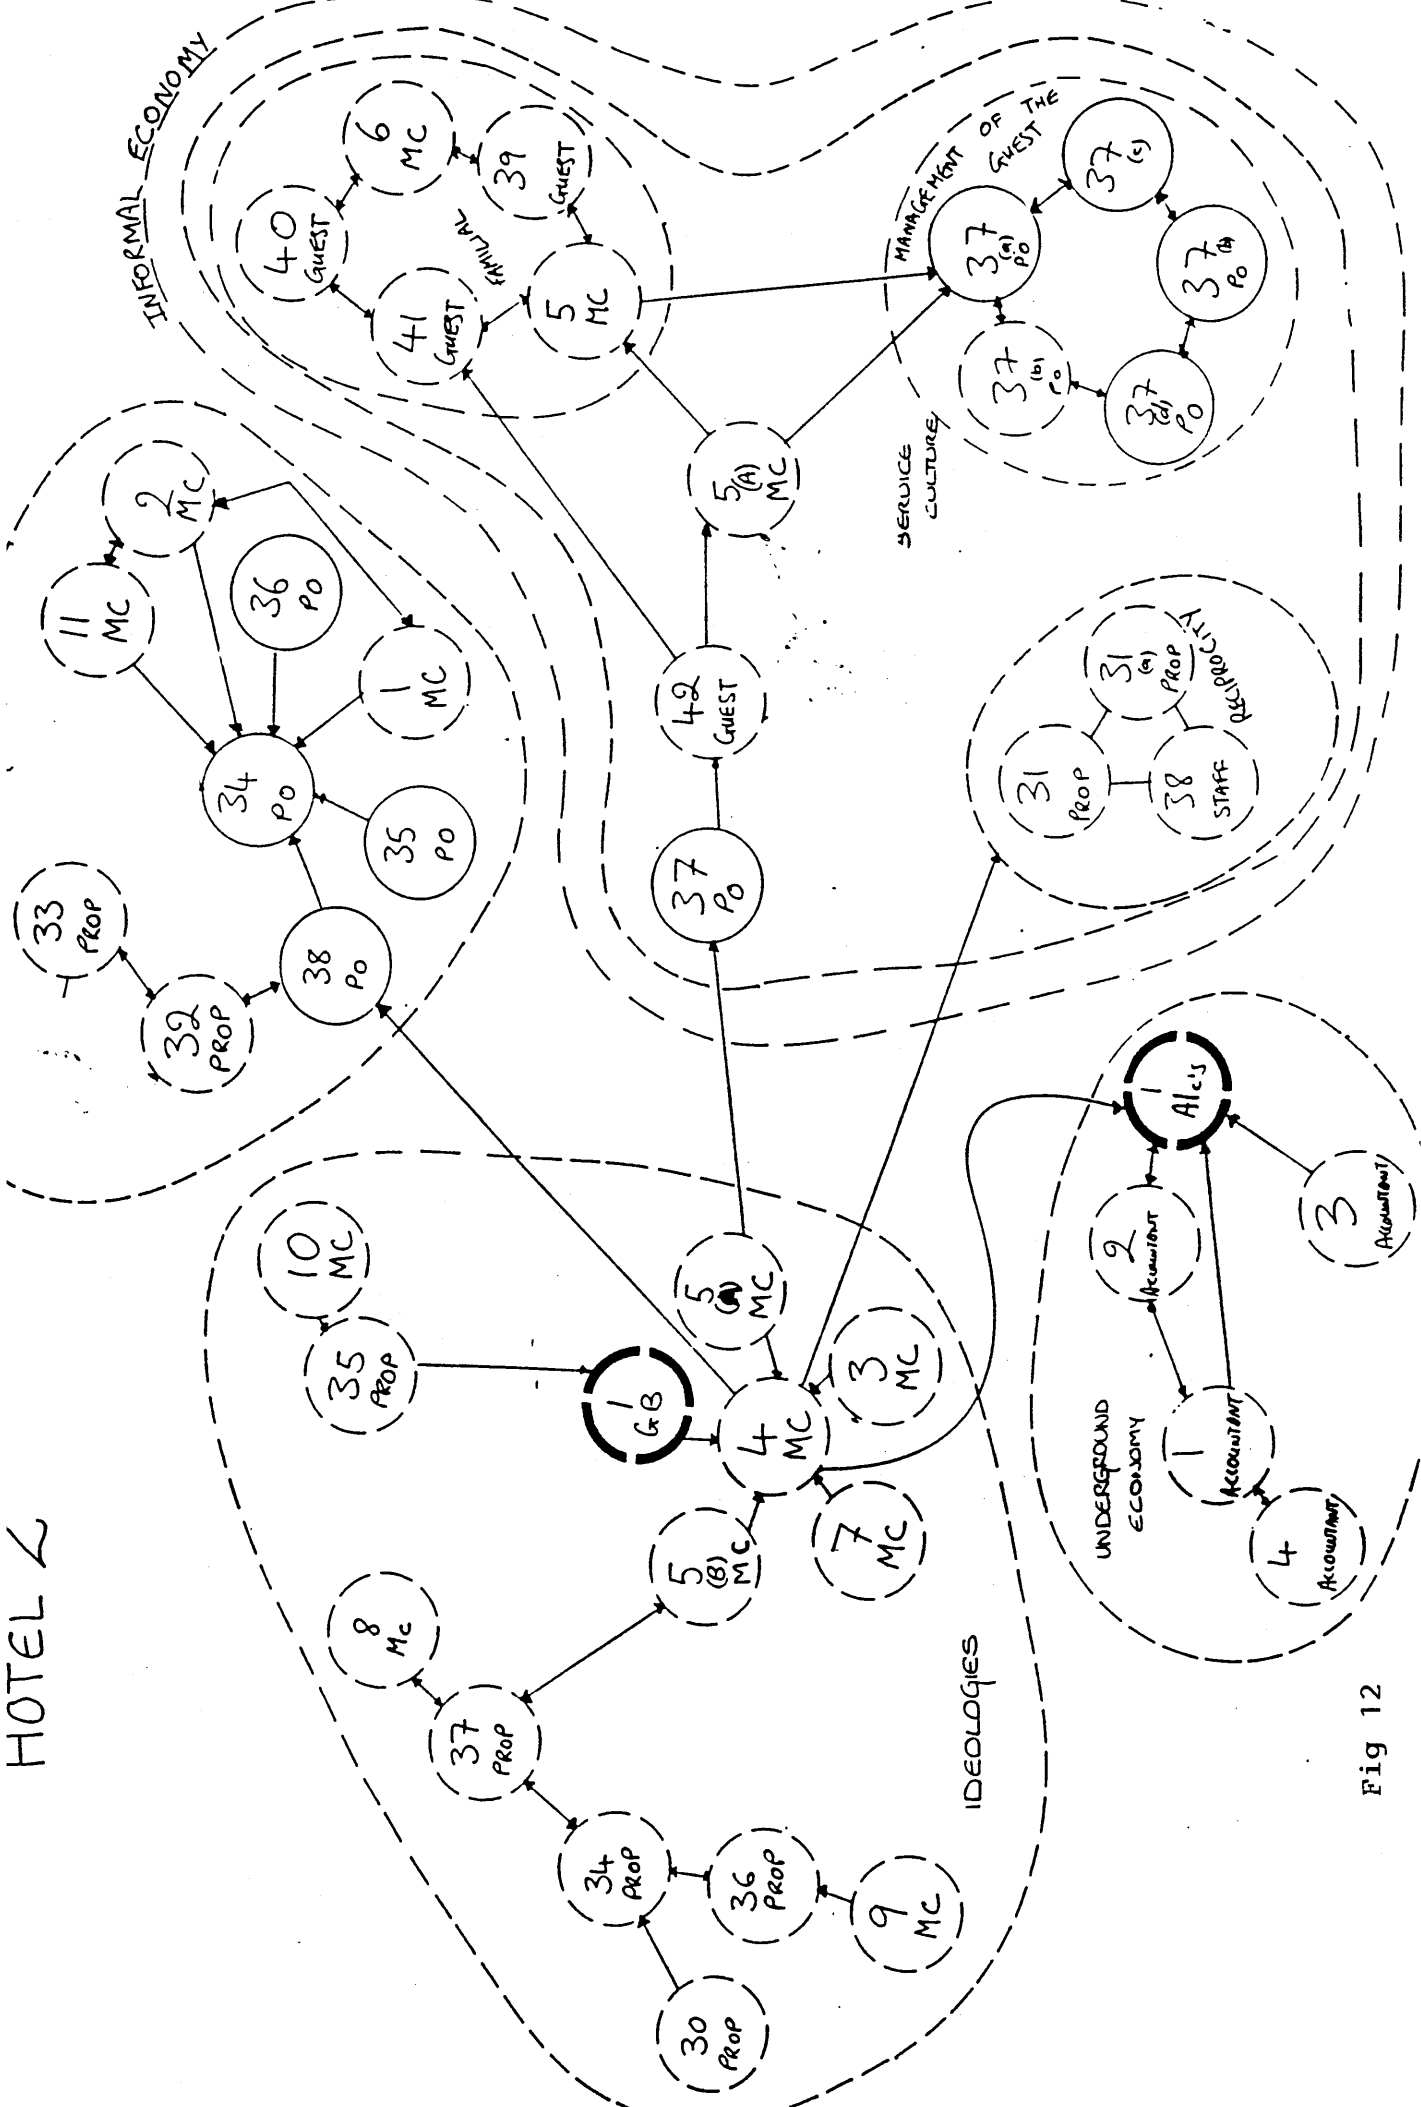 HOTEL 2
INFORMAL ECONOMY
33
PROP
32
PROP
38
PO
11
MC
2
MC
36
PO
1
MC
34
PO
35
PO
40
GUEST
6
MC
39
GUEST
41
GUEST
FAMILIAL
5
MC
MANAGEMENT OF THE
GUEST
37
(a)
PO
37
(c)
37
(b)
PO
37
(b)
PO
37
(d)
PO
SERVICE
CULTURE
5
(A)
MC
42
GUEST
37
PO
31
PROP
31
(a)
PROP
38
STAFF
RECIPROCITY
10
MC
35
PROP
1
GB
5
(A)
MC
4
MC
3
MC
5
(B)
MC
7
MC
8
Mc
37
PROP
34
PROP
36
PROP
30
PROP
9
MC
IDEOLOGIES
1
A/c's
2
Accountant
3
Accountant
1
Accountant
4
Accountant
UNDERGROUND
ECONOMY
Fig 12